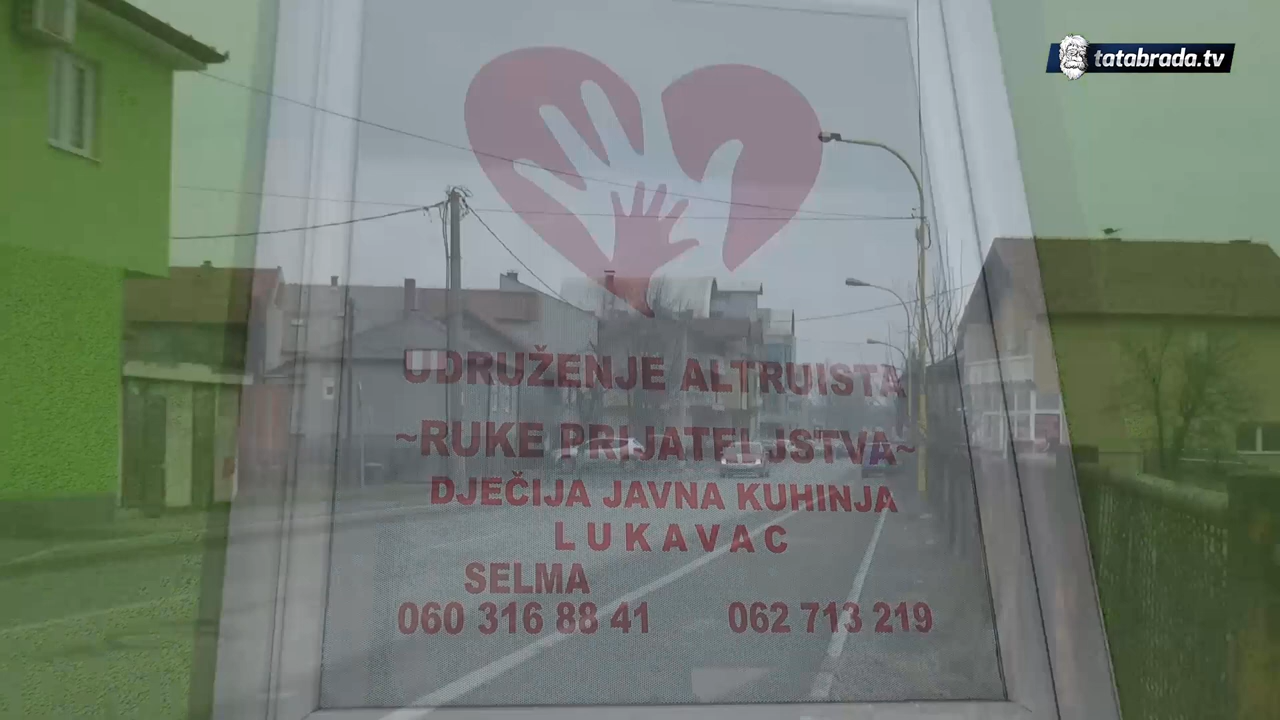 tatabrada.tv
UDRUŽENJE ALTRUISTA
~RUKE PRIJATELJSTVA~
DJEČIJA JAVNA KUHINJA
LUKAVAC
SELMA
060 316 88 41 062 713 219